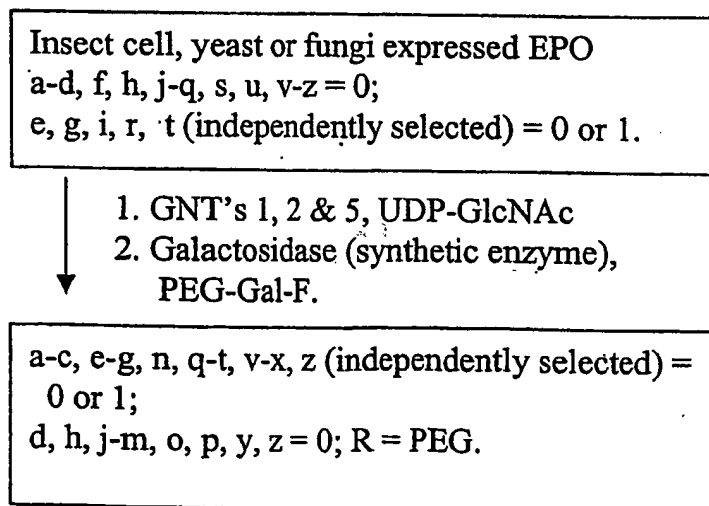 Insect cell, yeast or fungi expressed EPO
a-d, f, h, j-q, s, u, v-z = 0;
e, g, i, r, t (independently selected) = 0 or 1.
1. GNT's 1, 2 & 5, UDP-GlcNAc
2. Galactosidase (synthetic enzyme),
PEG-Gal-F.
a-c, e-g, n, q-t, v-x, z (independently selected) =
0 or 1;
d, h, j-m, o, p, y, z = 0; R = PEG.